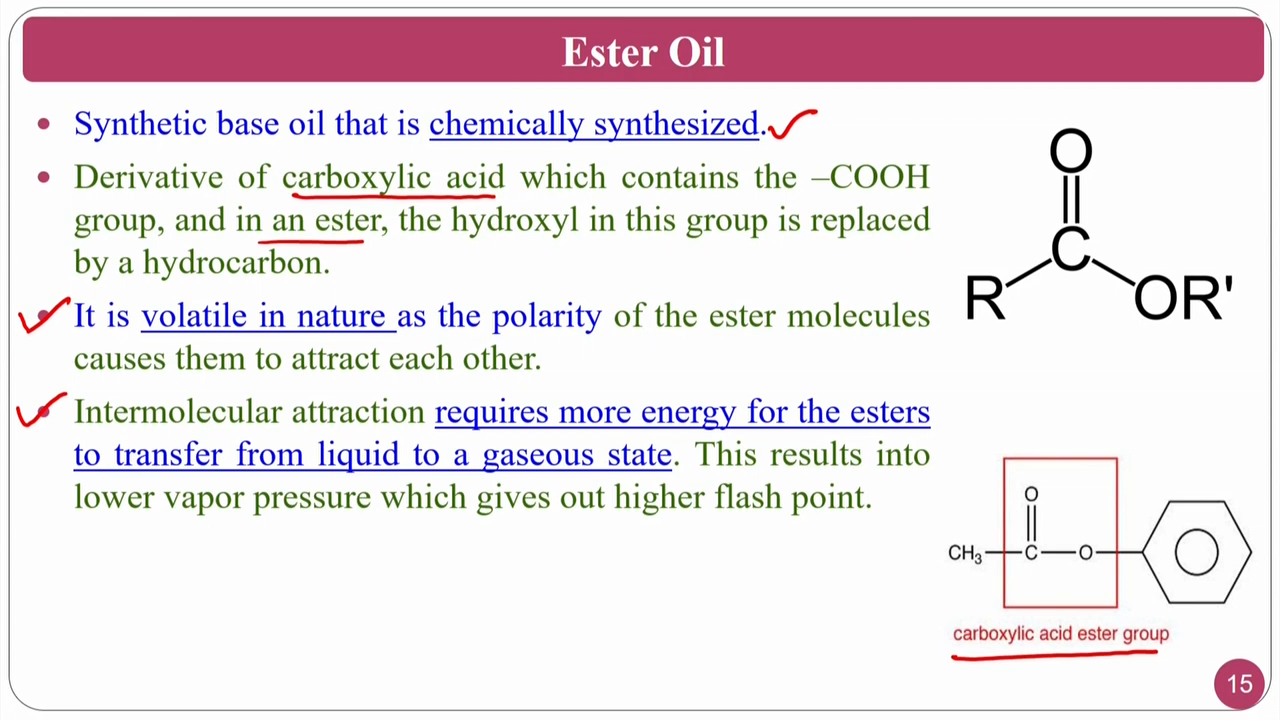 Ester Oil
• Synthetic base oil that is chemically synthesized.
• Derivative of carboxylic acid which contains the –COOH
group, and in an ester, the hydroxyl in this group is replaced
by a hydrocarbon.
• It is volatile in nature as the polarity of the ester molecules
causes them to attract each other.
• Intermolecular attraction requires more energy for the esters
to transfer from liquid to a gaseous state. This results into
lower vapor pressure which gives out higher flash point.
O
C
R OR'
O
CH₃ C O
carboxylic acid ester group
15